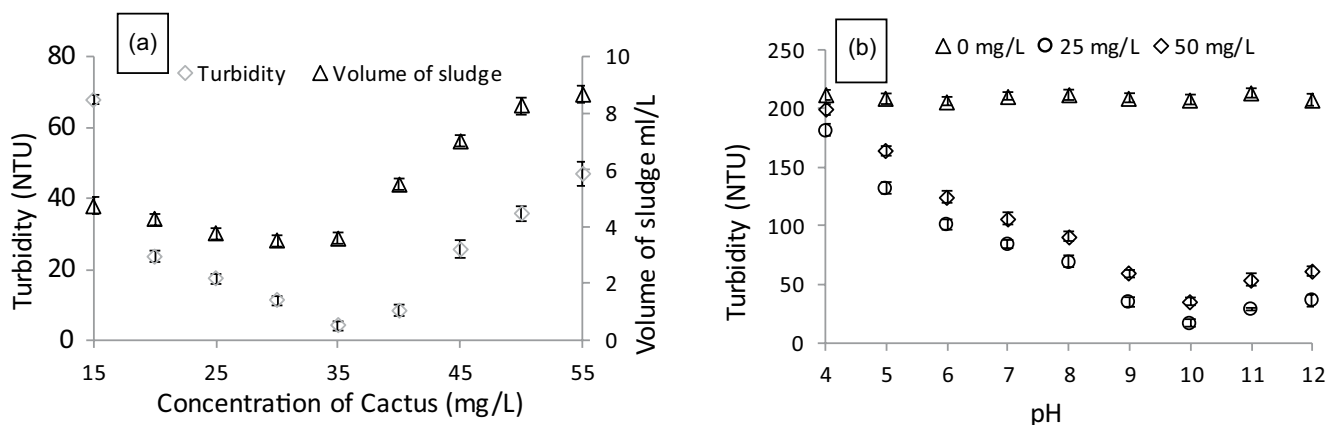 (a)
Turbidity
Volume of sludge
Turbidity (NTU)
80
60
40
20
0
10
8
6
4
2
0
Volume of sludge ml/L
15
25
35
45
55
Concentration of Cactus (mg/L)
(b)
0 mg/L
25 mg/L
50 mg/L
Turbidity (NTU)
250
200
150
100
50
0
4
5
6
7
8
9
10
11
12
pH